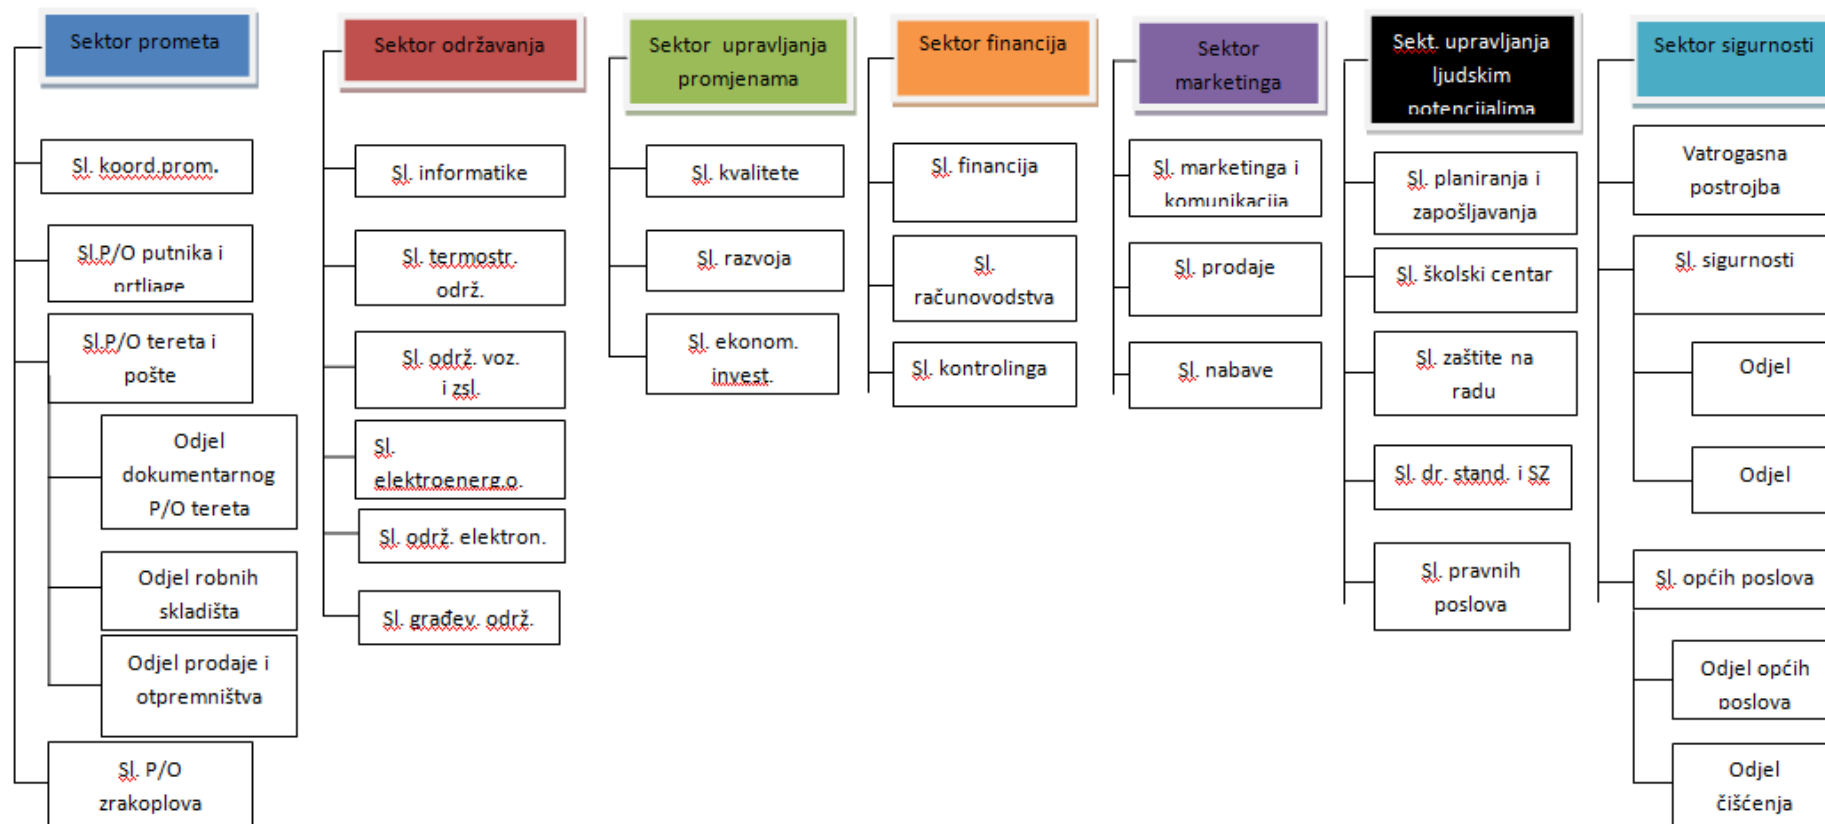 Sektor prometa
Sl. koord.prom.
Sl.P/O putnika i
prtljage
Sl.P/O tereta i
pošte
Odjel
dokumentarnog
P/O tereta
Odjel robnih
skladišta
Odjel prodaje i
otpremništva
Sl. P/O
zrakoplova
Sektor održavanja
Sl. informatike
Sl. termostr.
održ.
Sl. održ. voz.
i zsl.
Sl.
elektroenerg.o.
Sl. održ. elektron.
Sl. građev. održ.
Sektor upravljanja
promjenama
Sl. kvalitete
Sl. razvoja
Sl. ekonom.
invest.
Sektor financija
Sl. financija
Sl.
računovodstva
Sl. kontrolinga
Sektor
marketinga
Sl. marketinga i
komunikacija
Sl. prodaje
Sl. nabave
Sekt. upravljanja
ljudskim
potencijalima
Sl. planiranja i
zapošljavanja
Sl. školski centar
Sl. zaštite na
radu
Sl. dr. stand. i SZ
Sl. pravnih
poslova
Sektor sigurnosti
Vatrogasna
postrojba
Sl. sigurnosti
Odjel
Odjel
Sl. općih poslova
Odjel općih
poslova
Odjel
čišćenja